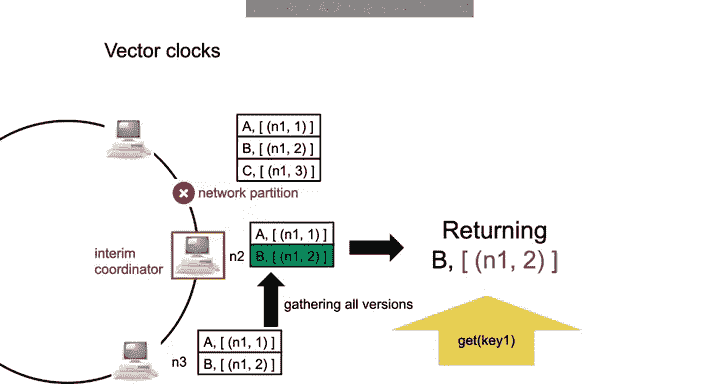 Vector clocks
A, [ (n1, 1) ]
B, [ (n1, 2) ]
C, [ (n1, 3) ]
network partition
interim
coordinator
n2
A, [ (n1, 1) ]
B, [ (n1, 2) ]
Returning
B, [ (n1, 2) ]
gathering all versions
get(key1)
n3
A, [ (n1, 1) ]
B, [ (n1, 2) ]